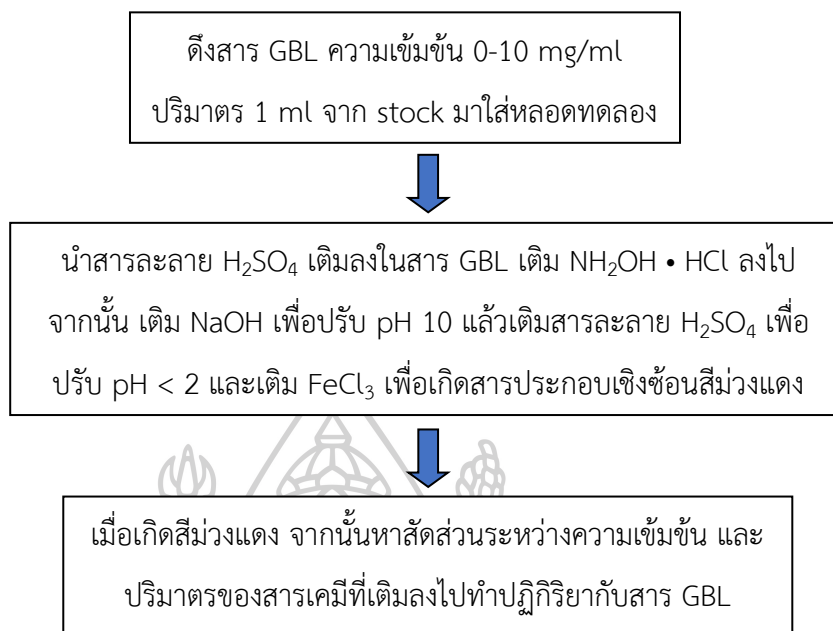 ดึงสาร GBL ความเข้มข้น 0-10 mg/ml
ปริมาตร 1 ml จาก stock มาใส่หลอดทดลอง
นำสารละลาย H₂SO₄ เติมลงในสาร GBL เติม NH₂OH • HCl ลงไป
จากนั้น เติม NaOH เพื่อปรับ pH 10 แล้วเติมสารละลาย H₂SO₄ เพื่อ
ปรับ pH < 2 และเติม FeCl₃ เพื่อเกิดสารประกอบเชิงซ้อนสีม่วงแดง
เมื่อเกิดสีม่วงแดง จากนั้นหาสัดส่วนระหว่างความเข้มข้น และ
ปริมาตรของสารเคมีที่เติมลงไปทำปฏิกิริยากับสาร GBL